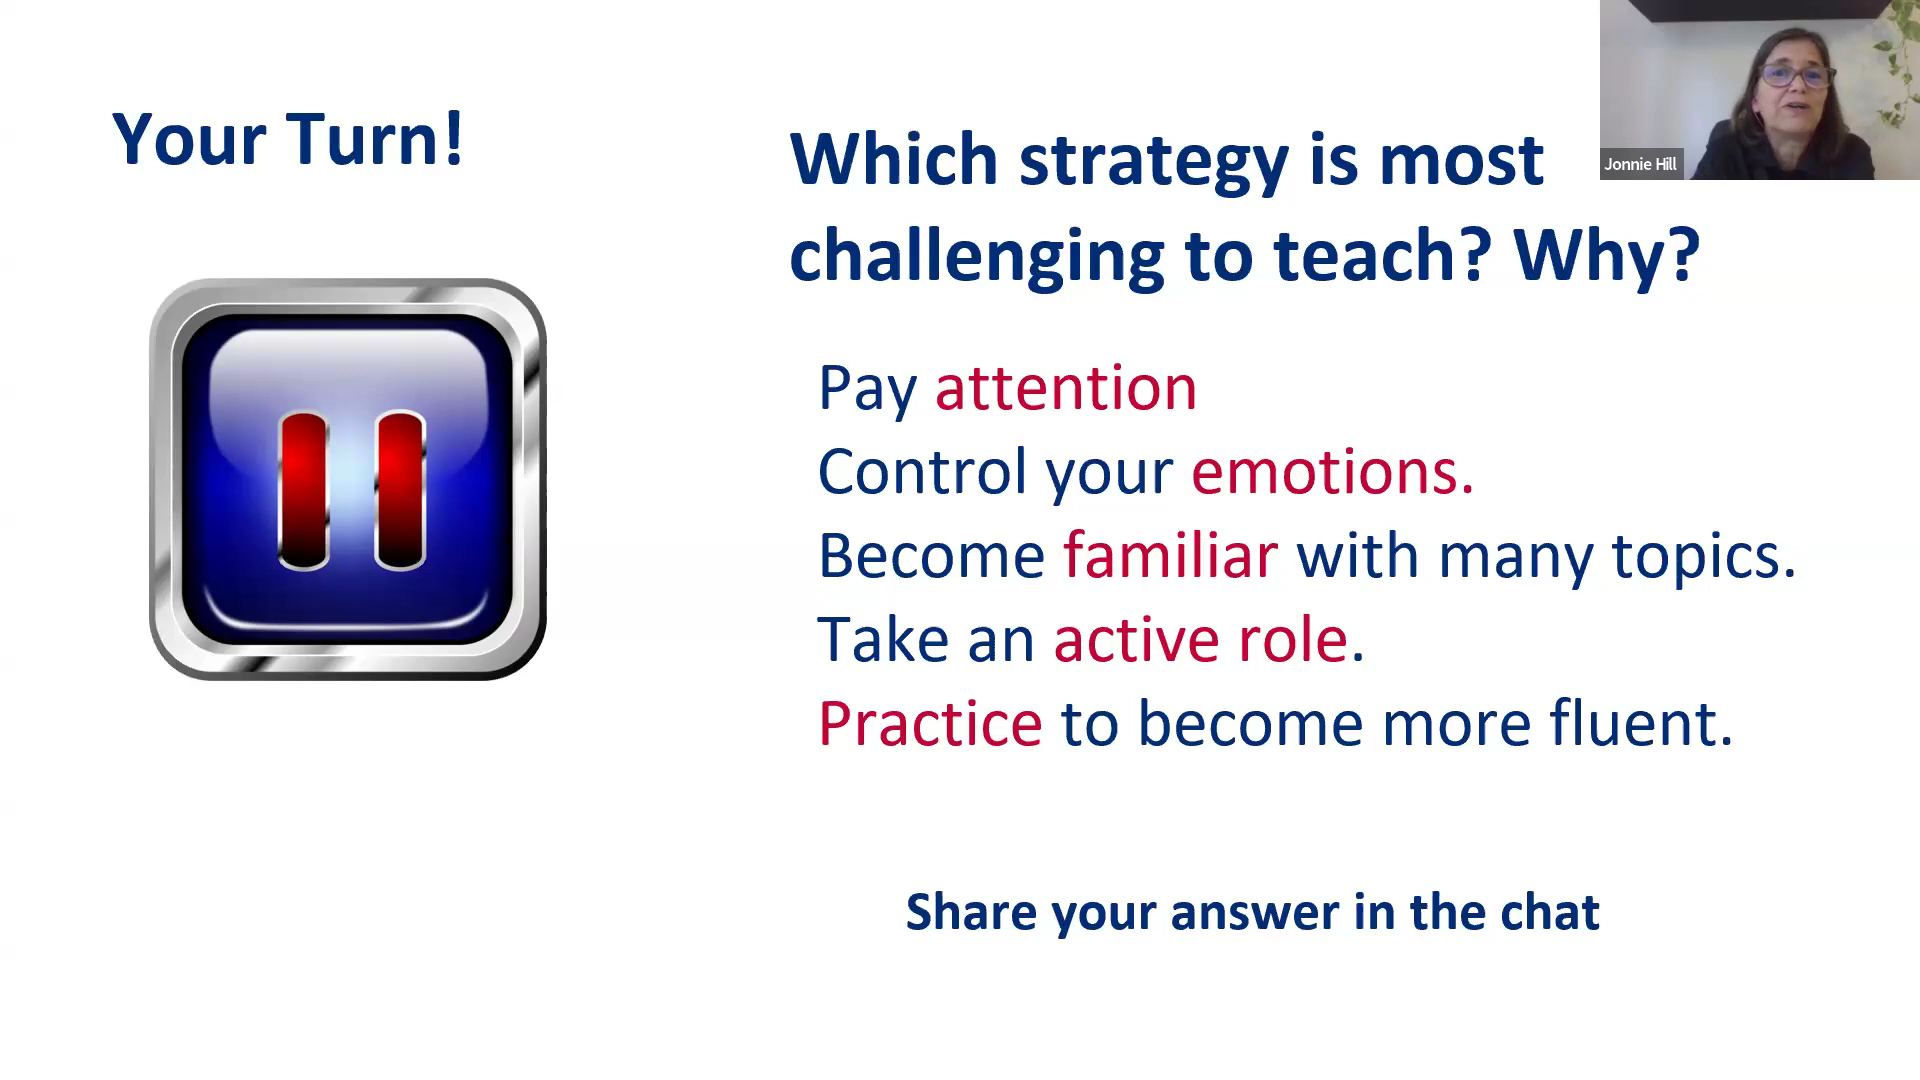 Your Turn!
Which strategy is most
challenging to teach? Why?
Pay attention
Control your emotions.
Become familiar with many topics.
Take an active role.
Practice to become more fluent.
Share your answer in the chat
Jonnie Hill